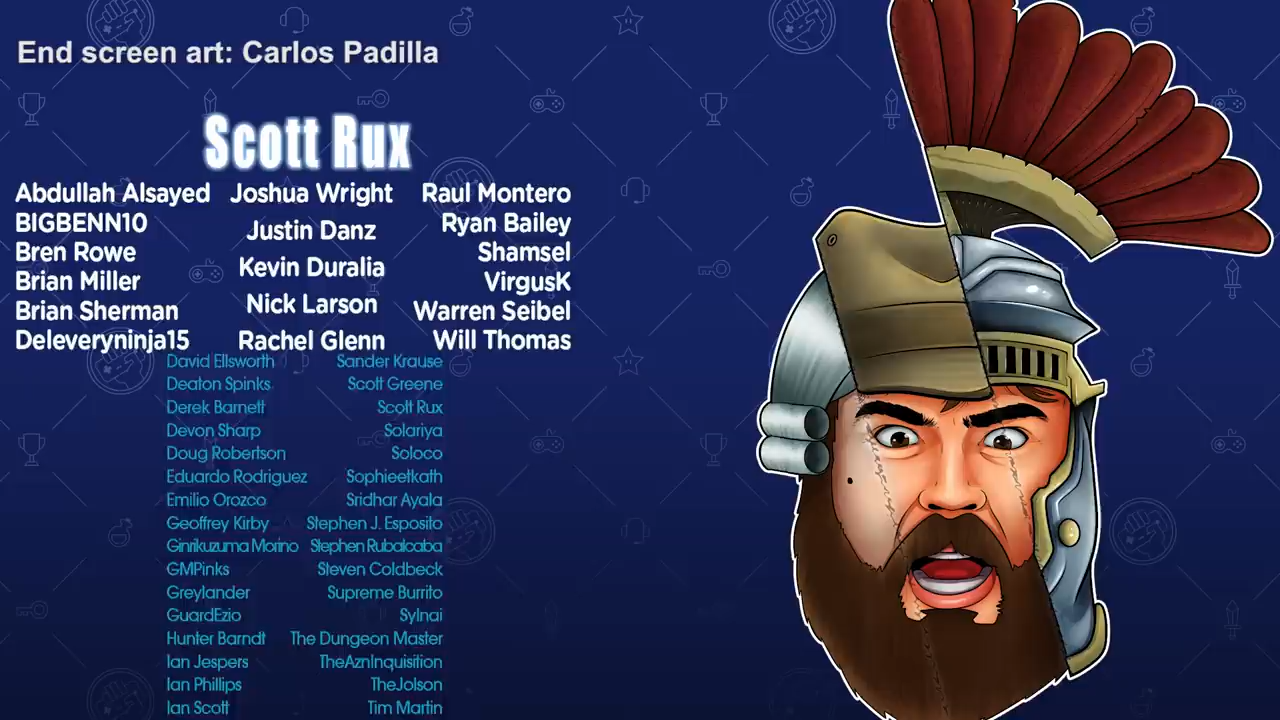 End screen art: Carlos Padilla
Scott Rux
Abdullah Alsayed
BIGBENN10
Bren Rowe
Brian Miller
Brian Sherman
Deleveryninja15
Joshua Wright
Justin Danz
Kevin Duralia
Nick Larson
Rachel Glenn
Raul Montero
Ryan Bailey
Shamsel
VirgusK
Warren Seibel
Will Thomas
David Ellsworth
Deaton Spinks
Derek Barnett
Devon Sharp
Doug Robertson
Eduardo Rodriguez
Emilio Orozco
Geoffrey Kirby
Ginrikuzuma Morino
GMPinks
Greylander
GuardEzio
Hunter Barndt
Ian Jespers
Ian Phillips
Ian Scott
Sander Krause
Scott Greene
Scott Rux
Solariya
Soloco
Sophieetkath
Sridhar Ayala
Stephen J. Esposito
Stephen Rubalcaba
Steven Coldbeck
Supreme Burrito
Sylnai
The Dungeon Master
TheAznInquisition
TheJolson
Tim Martin